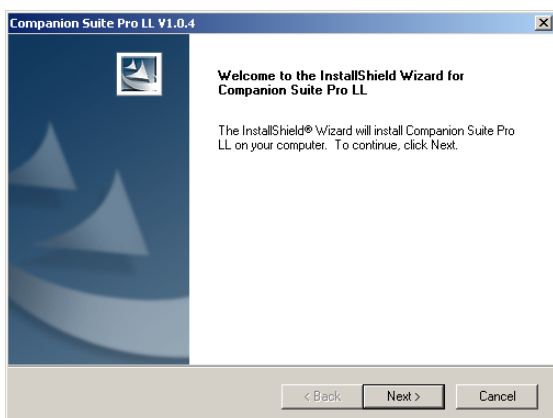 Companion Suite Pro LL V1.0.4
Welcome to the InstallShield Wizard for
Companion Suite Pro LL
The InstallShield® Wizard will install Companion Suite Pro
LL on your computer. To continue, click Next.
< Back
Next >
Cancel